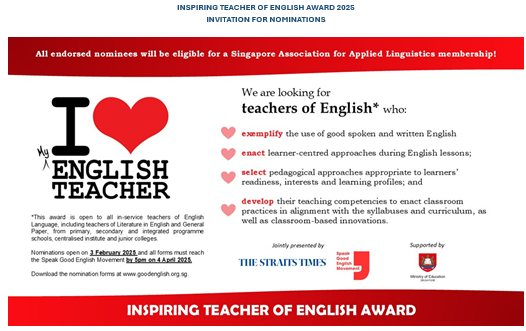 INSPIRING TEACHER OF ENGLISH AWARD 2025
INVITATION FOR NOMINATIONS
All endorsed nominees will be eligible for a Singapore Association for Applied Linguistics membership!
I
My
ENGLISH
TEACHER
*This award is open to all in-service teachers of English
Language, including teachers of Literature in English and General
Paper, from primary, secondary and integrated programme
schools, centralised institute and junior colleges.
Nominations open on 3 February 2025 and all forms must reach
the Speak Good English Movement by 5pm on 4 April 2025.
Download the nomination forms at www.goodenglish.org.sg.
We are looking for
teachers of English* who:
exemplify the use of good spoken and written English
enact learner-centred approaches during English lessons;
select pedagogical approaches appropriate to learners'
readiness, interests and learning profiles; and
develop their teaching competencies to enact classroom
practices in alignment with the syllabuses and curriculum, as
well as classroom-based innovations.
Jointly presented by
THE STRAITS TIMES
Speak
Good
English
Movement
Supported by
Ministry of Education
SINGAPORE
INSPIRING TEACHER OF ENGLISH AWARD